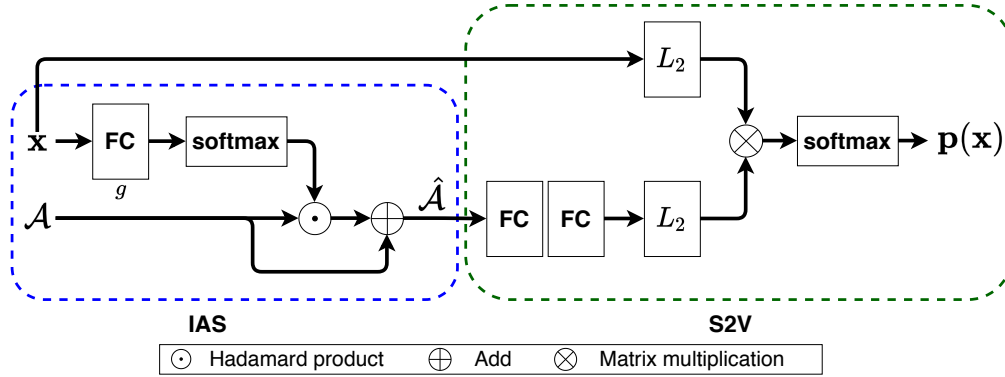 L₂
x FC softmax softmax p(x)
g
𝒜 𝒜̂ FC FC L₂
IAS S2V
⊙ Hadamard product ⊕ Add ⊗ Matrix multiplication